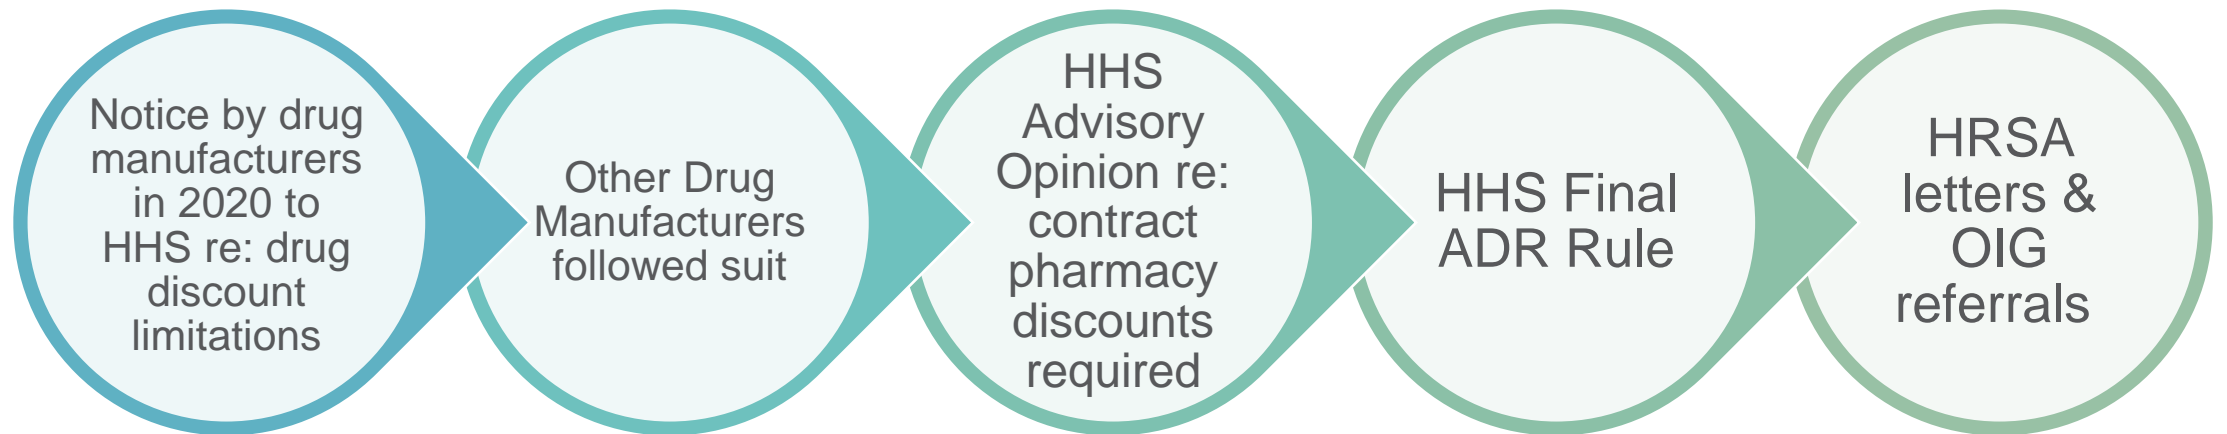 Notice by drug
manufacturers
in 2020 to
HHS re: drug
discount
limitations
Other Drug
Manufacturers
followed suit
HHS
Advisory
Opinion re:
contract
pharmacy
discounts
required
HHS Final
ADR Rule
HRSA
letters &
OIG
referrals